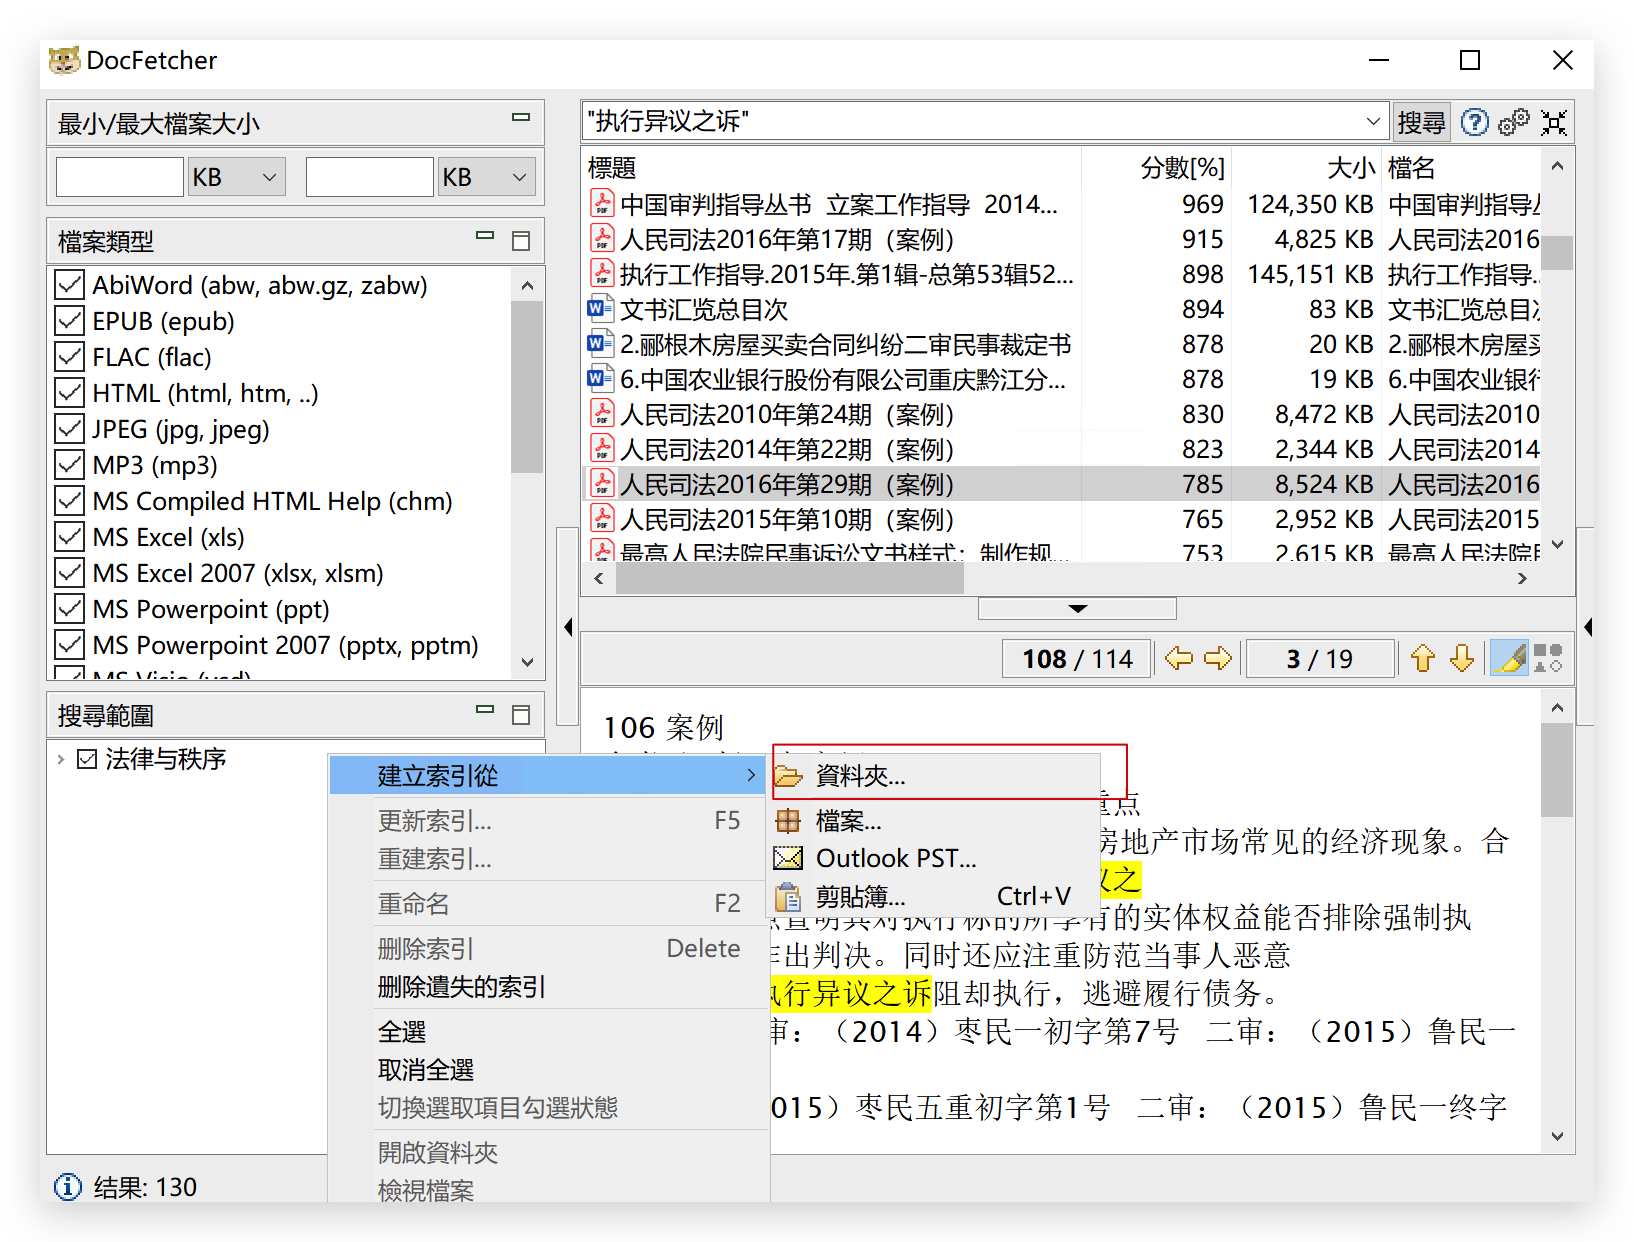 DocFetcher
最小/最大檔案大小
KB
KB
檔案類型
AbiWord (abw, abw.gz, zabw)
EPUB (epub)
FLAC (flac)
HTML (html, htm, ..)
JPEG (jpg, jpeg)
MP3 (mp3)
MS Compiled HTML Help (chm)
MS Excel (xls)
MS Excel 2007 (xlsx, xlsm)
MS Powerpoint (ppt)
MS Powerpoint 2007 (pptx, pptm)
MS Visio (vsd)
搜尋範圍
法律与秩序
结果: 130
"执行异议之诉"
搜尋
標題 分數[%] 大小 檔名
中国审判指导丛书 立案工作指导 2014... 969 124,350 KB 中国审判指导
人民司法2016年第17期（案例） 915 4,825 KB 人民司法2016
执行工作指导.2015年.第1辑-总第53辑52... 898 145,151 KB 执行工作指导.
文书汇览总目次 894 83 KB 文书汇览总目
2.郦根木房屋买卖合同纠纷二审民事裁定书 878 20 KB 2.郦根木房屋
6.中国农业银行股份有限公司重庆黔江分... 878 19 KB 6.中国农业银
人民司法2010年第24期（案例） 830 8,472 KB 人民司法2010
人民司法2014年第22期（案例） 823 2,344 KB 人民司法2014
人民司法2016年第29期（案例） 785 8,524 KB 人民司法2016
人民司法2015年第10期（案例） 765 2,952 KB 人民司法2015
最高人民法院民事诉讼文书样式：制作规... 753 2,615 KB 最高人民法院
108 / 114
3 / 19
106 案例
重点
房地产市场常见的经济现象。合
议之
查明其对执行标的所享有的实体权益能否排除强制执
出判决。同时还应注重防范当事人恶意
执行异议之诉阻却执行，逃避履行债务。
审：（2014）枣民一初字第7号 二审：（2015）鲁民一
015）枣民五重初字第1号 二审：（2015）鲁民一终字
建立索引從
更新索引... F5
重建索引...
重命名 F2
刪除索引 Delete
刪除遺失的索引
全選
取消全選
切換選取項目勾選狀態
開啟資料夾
檢視檔案
資料夾...
檔案...
Outlook PST...
剪貼簿... Ctrl+V